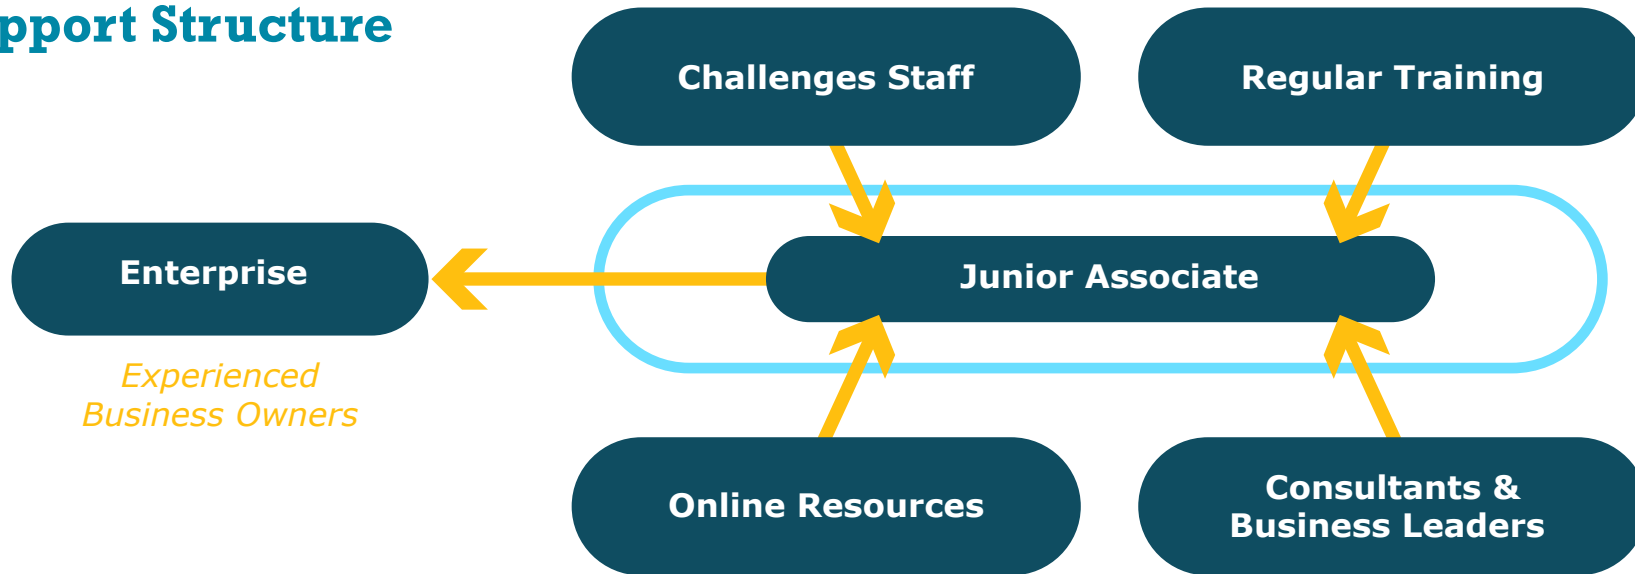 pport Structure
Challenges Staff
Regular Training
Enterprise
Junior Associate
Experienced
Business Owners
Online Resources
Consultants &
Business Leaders